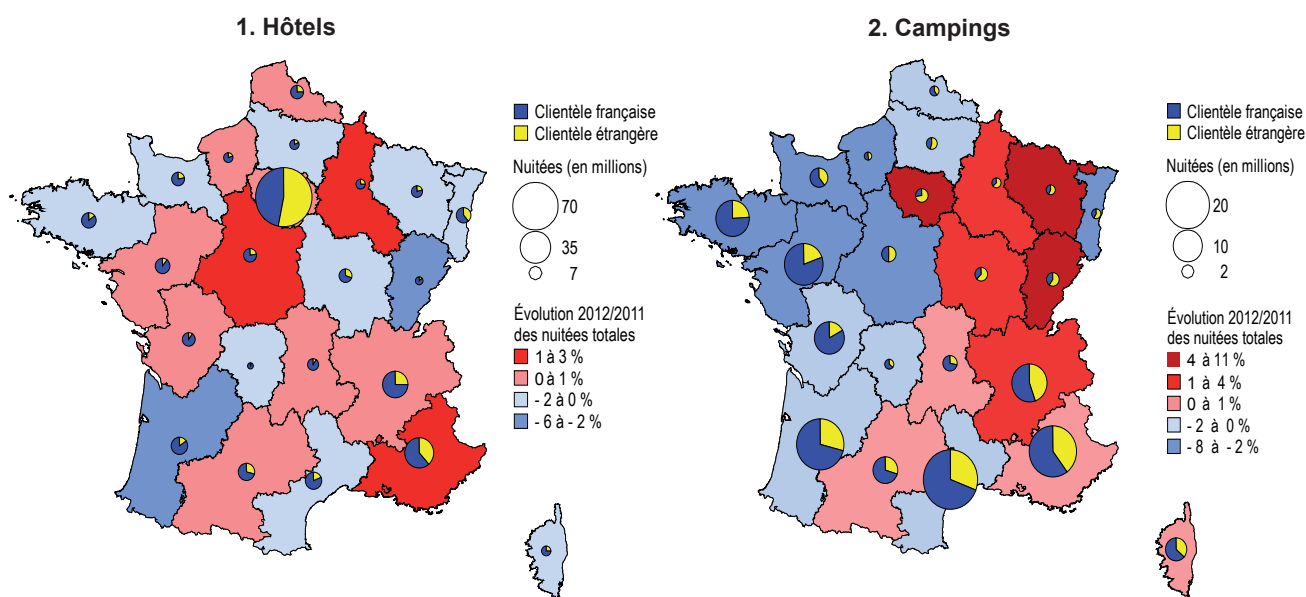 1. Hôtels
Clientèle française
Clientèle étrangère
Nuitées (en millions)
70
35
7
Évolution 2012/2011
des nuitées totales
1 à 3 %
0 à 1 %
- 2 à 0 %
- 6 à - 2 %
2. Campings
Clientèle française
Clientèle étrangère
Nuitées (en millions)
20
10
2
Évolution 2012/2011
des nuitées totales
4 à 11 %
1 à 4 %
0 à 1 %
- 2 à 0 %
- 8 à - 2 %